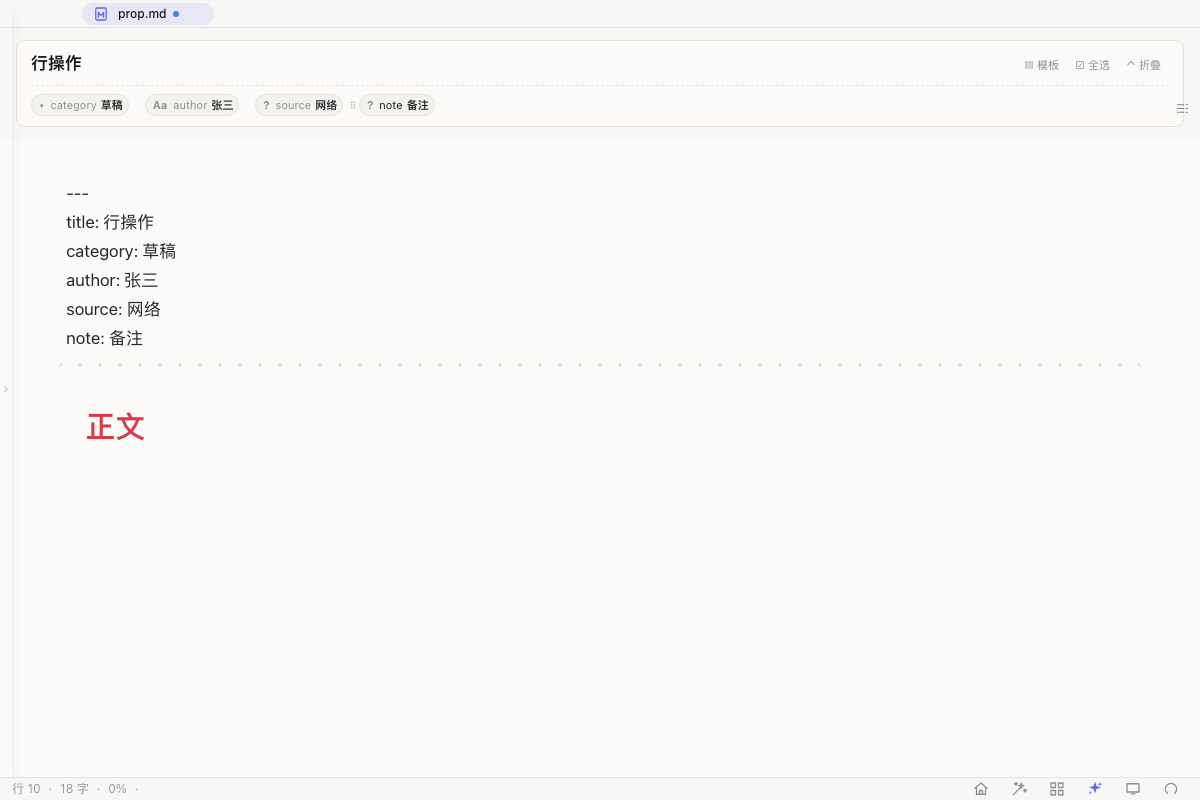 prop.md
行操作
模板 全选 折叠
category 草稿 Aa author 张三 ? source 网络 ? note 备注
---
title: 行操作
category: 草稿
author: 张三
source: 网络
note: 备注
正文
行 10 · 18 字 · 0% ·